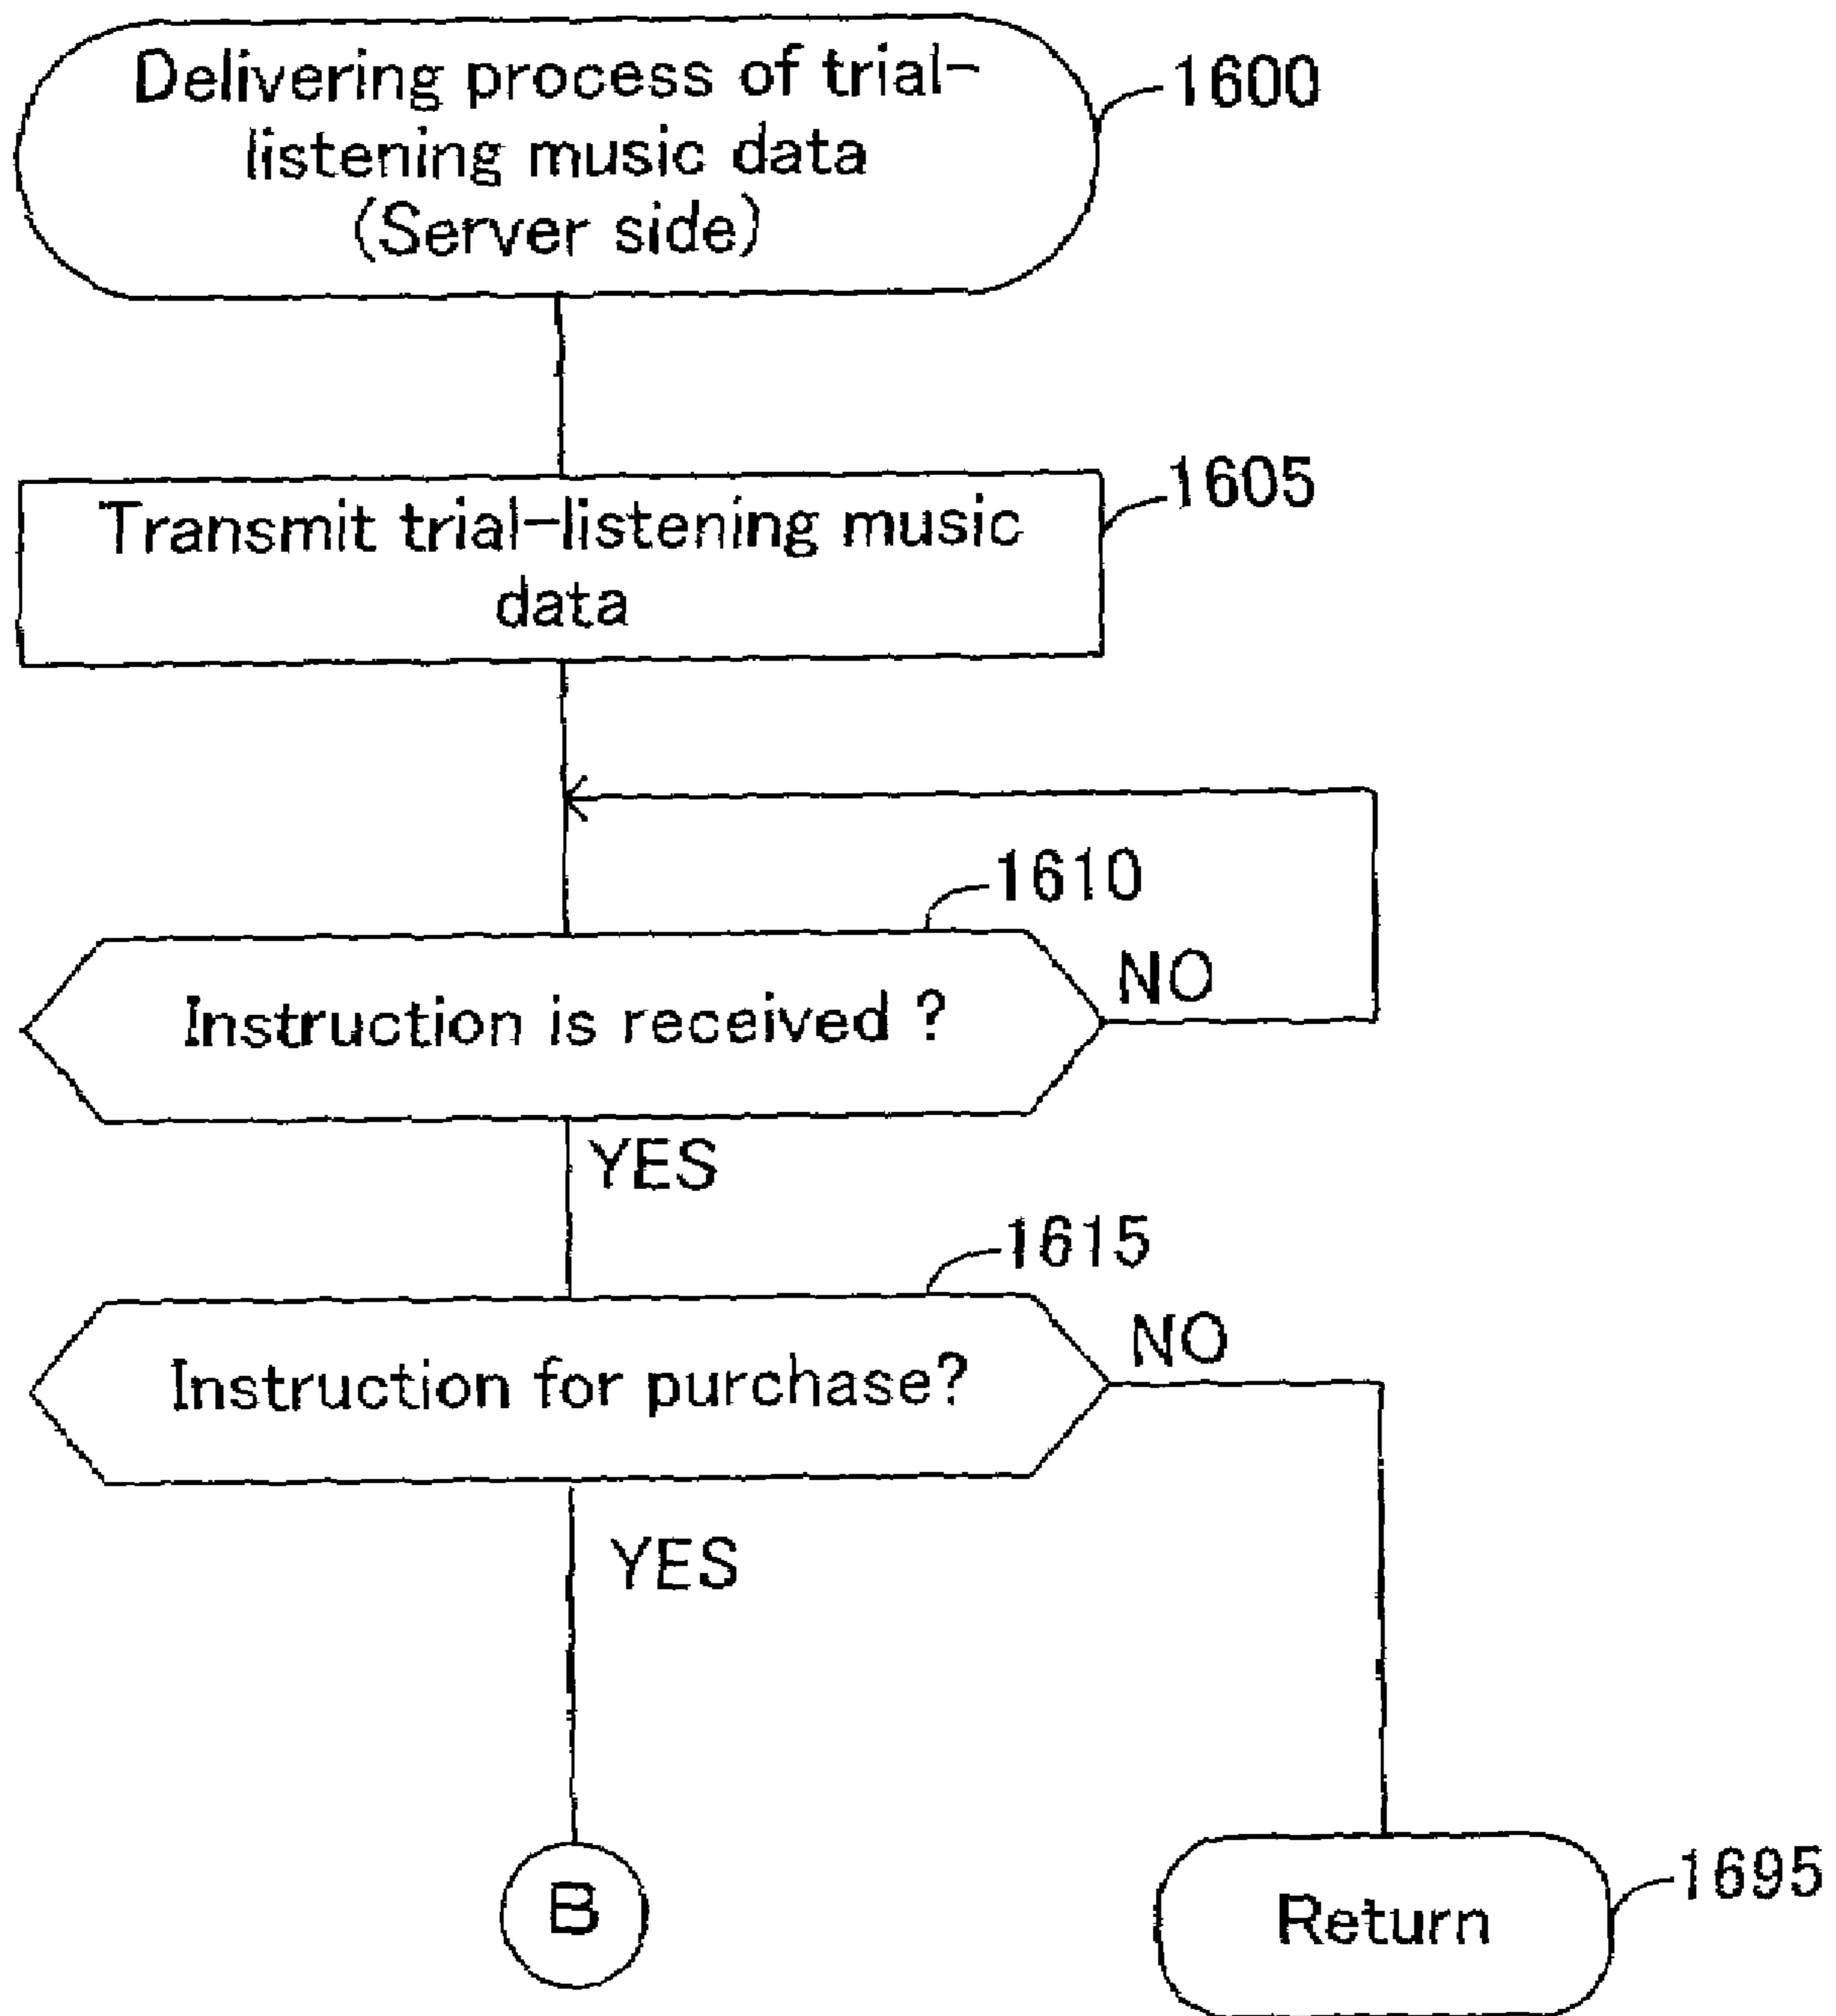 Delivering process of trial-
listening music data
(Server side)
1600
Transmit trial-listening music
data
1605
1610
Instruction is received ?
NO
YES
1615
Instruction for purchase?
NO
YES
B
Return
1695